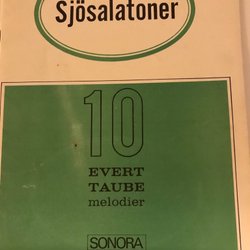 Sjösalatoner
10
EVERT
TAUBE
melodier
SONORA